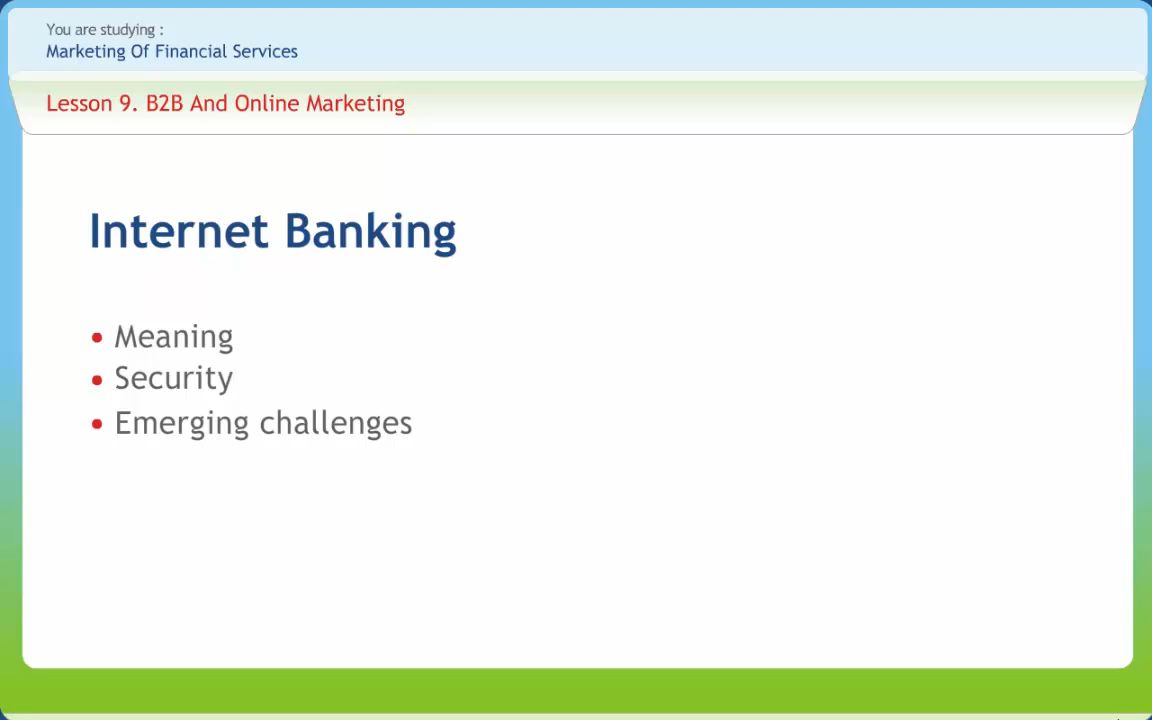 You are studying :
Marketing Of Financial Services
Lesson 9. B2B And Online Marketing
Internet Banking
• Meaning
• Security
• Emerging challenges